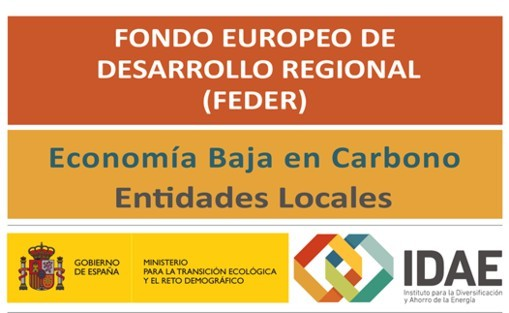 FONDO EUROPEO DE
DESARROLLO REGIONAL
(FEDER)
Economía Baja en Carbono
Entidades Locales
GOBIERNO
DE ESPAÑA
MINISTERIO
PARA LA TRANSICIÓN ECOLÓGICA
Y EL RETO DEMOGRÁFICO
IDAE
Instituto para la Diversificación
y Ahorro de la Energía